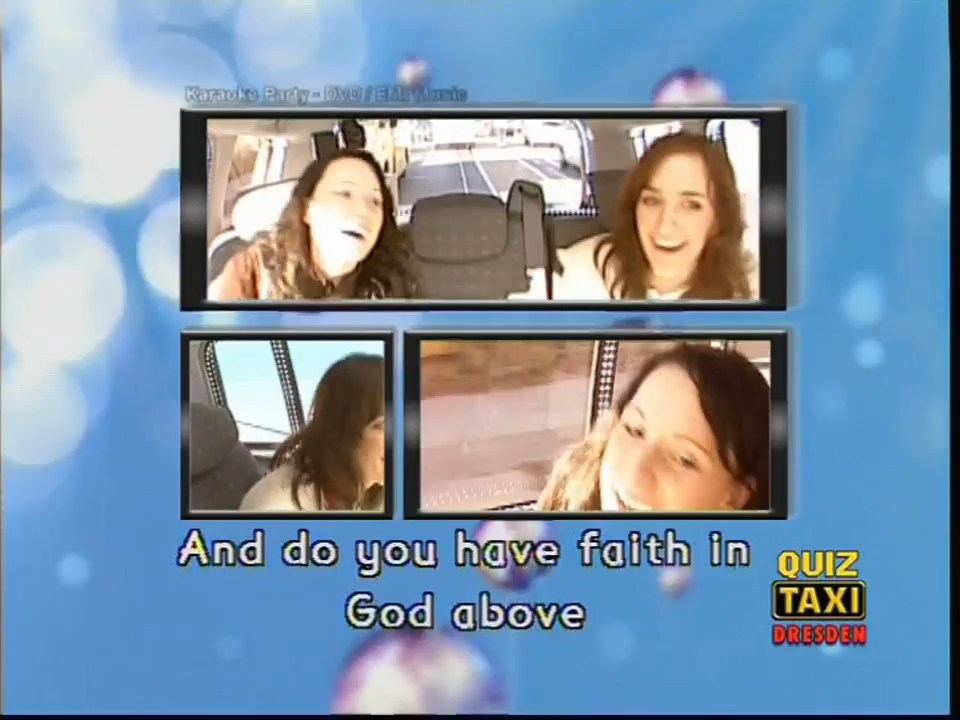 Karaoke Party - DVD / EMI Music
And do you have faith in
God above
QUIZ
TAXI
DRESDEN